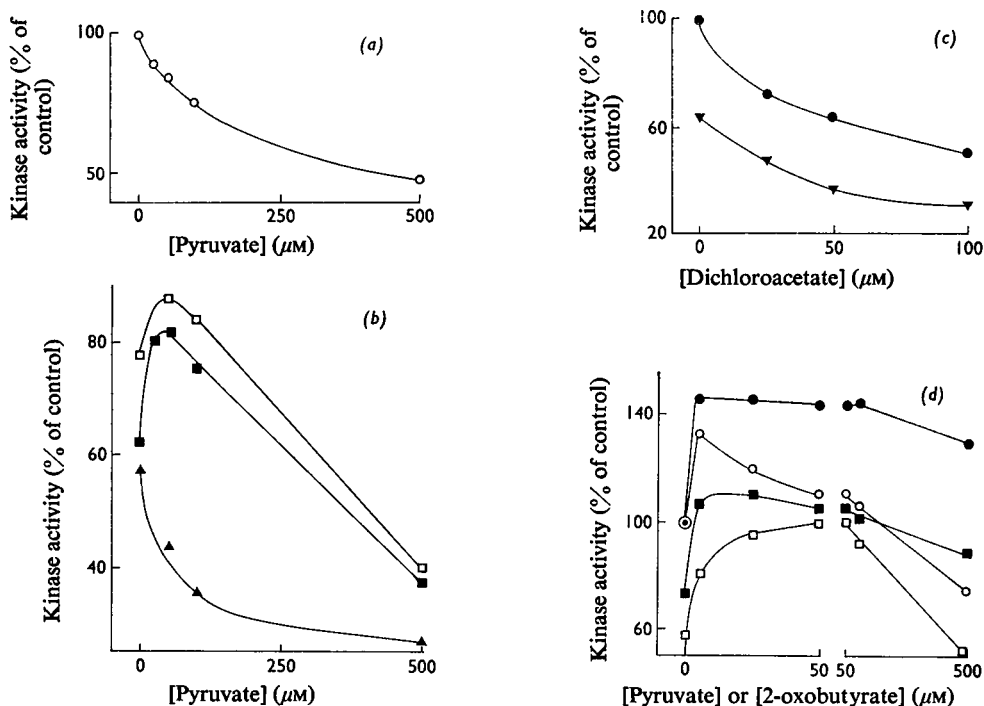 (a)
Kinase activity (% of
control)
100
50
0
250
500
[Pyruvate] (μM)
(b)
Kinase activity (% of control)
80
60
40
0
250
500
[Pyruvate] (μM)
(c)
Kinase activity (% of
control)
100
60
20
0
50
100
[Dichloroacetate] (μM)
(d)
Kinase activity (% of control)
140
100
60
0
50
50
500
[Pyruvate] or [2-oxobutyrate] (μM)